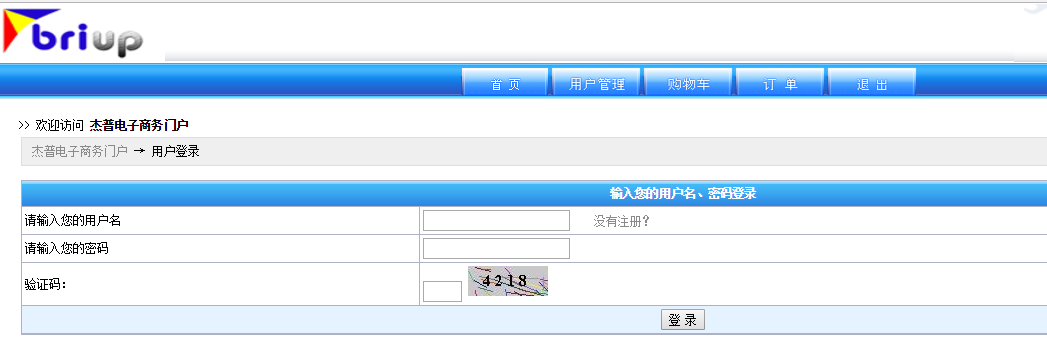 briup
首 页 用户管理 购物车 订 单 退 出
>> 欢迎访问 杰普电子商务门户
杰普电子商务门户 → 用户登录
输入您的用户名、密码登录
请输入您的用户名 没有注册?
请输入您的密码
验证码: 4218
登 录